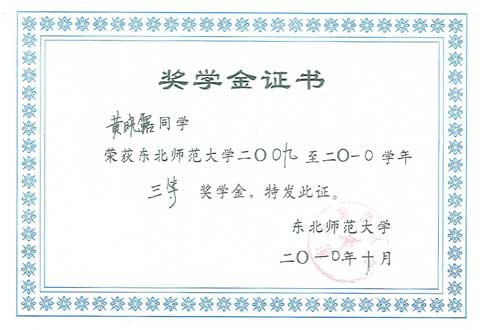 奖学金证书
黄晓露同学
荣获东北师范大学二〇〇九至二〇一〇学年
三等 奖学金，特发此证。
东北师范大学
二〇一〇年十月